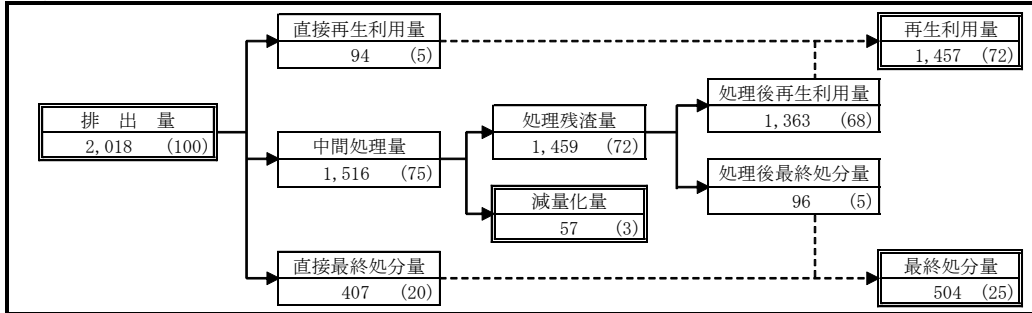 直接再生利用量
94 (5)
再生利用量
1,457 (72)
処理後再生利用量
1,363 (68)
排 出 量
2,018 (100)
処理残渣量
1,459 (72)
中間処理量
1,516 (75)
処理後最終処分量
96 (5)
減量化量
57 (3)
直接最終処分量
407 (20)
最終処分量
504 (25)